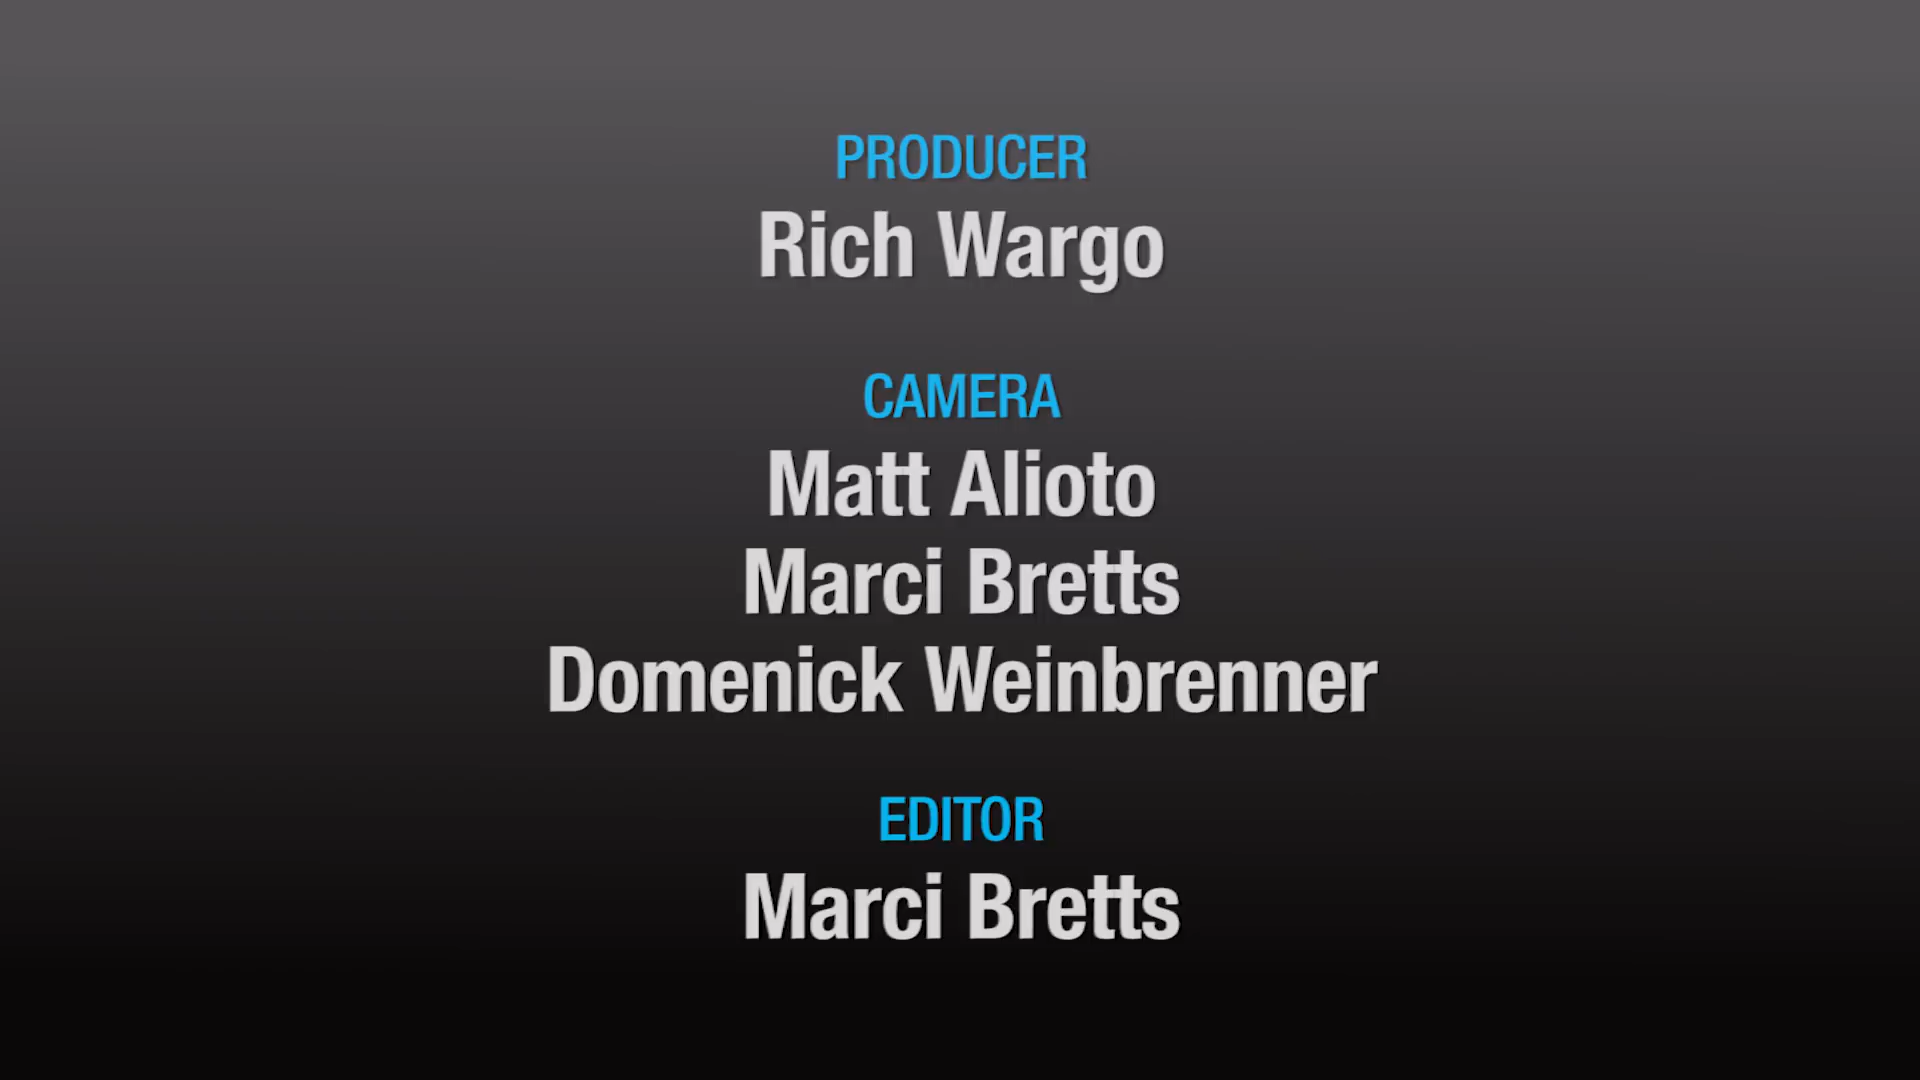 PRODUCER
Rich Wargo
CAMERA
Matt Alioto
Marci Bretts
Domenick Weinbrenner
EDITOR
Marci Bretts